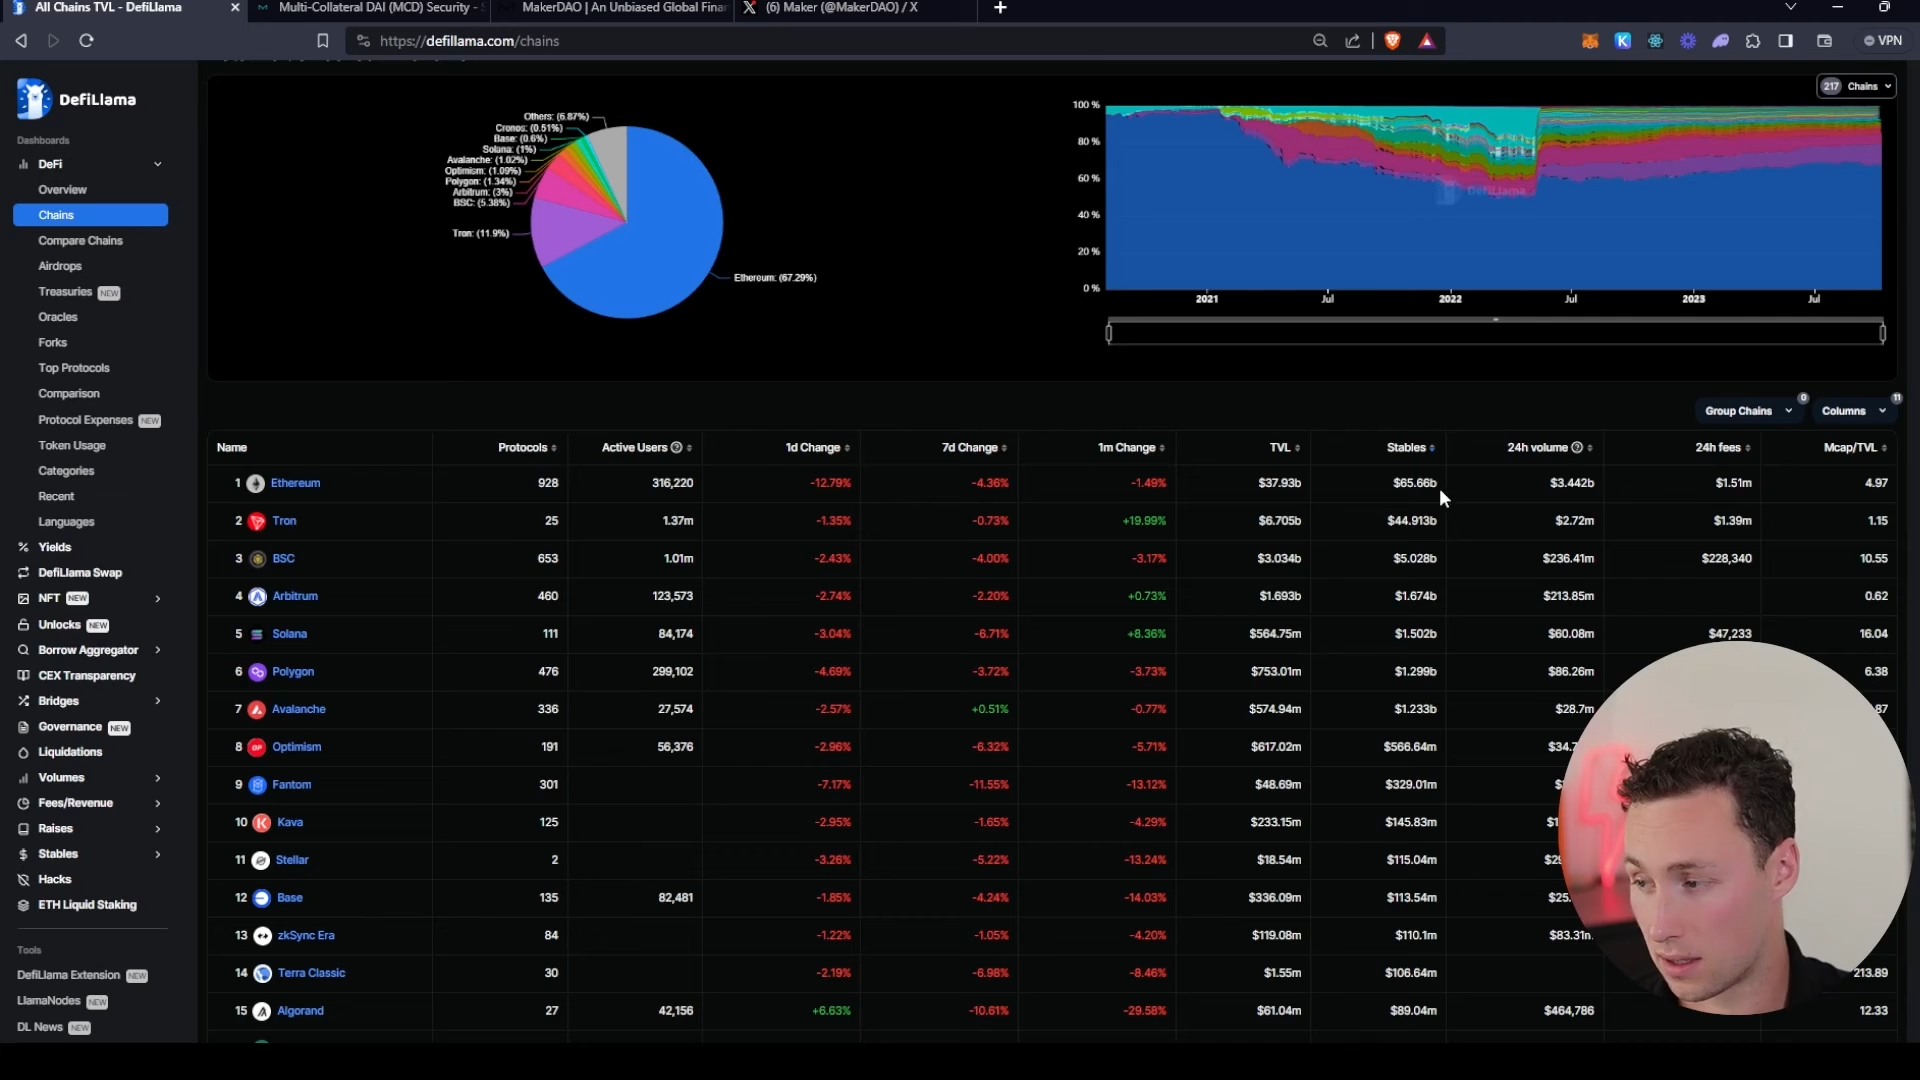 All Chains TVL - DefiLlama
Multi-Collateral DAI (MCD) Security -
MakerDAO | An Unbiased Global Finan
(6) Maker (@MakerDAO) / X
https://defillama.com/chains
VPN
DefiLlama
Dashboards
DeFi
Overview
Chains
Compare Chains
Airdrops
Treasuries NEW
Oracles
Forks
Top Protocols
Comparison
Protocol Expenses NEW
Token Usage
Categories
Recent
Languages
Yields
DefiLlama Swap
NFT NEW
Unlocks NEW
Borrow Aggregator
CEX Transparency
Bridges
Governance NEW
Liquidations
Volumes
Fees/Revenue
Raises
Stables
Hacks
ETH Liquid Staking
Tools
DefiLlama Extension NEW
LlamaNodes NEW
DL News NEW
Others: (6.87%)
Cronos: (0.51%)
Base: (0.6%)
Solana: (1%)
Avalanche: (1.02%)
Optimism: (1.09%)
Polygon: (1.34%)
Arbitrum: (3%)
BSC: (5.38%)
Tron: (11.9%)
Ethereum: (67.29%)
217 Chains
100 %
80 %
60 %
40 %
20 %
0 %
DefiLlama
2021 Jul 2022 Jul 2023 Jul
Group Chains 0
Columns 11
Name Protocols Active Users 1d Change 7d Change 1m Change TVL Stables 24h volume 24h fees Mcap/TVL
1 Ethereum 928 316,220 -12.79% -4.36% -1.49% $37.93b $65.66b $3.442b $1.51m 4.97
2 Tron 25 1.37m -1.35% -0.73% +19.99% $6.705b $44.913b $2.72m $1.39m 1.15
3 BSC 653 1.01m -2.43% -4.00% -3.17% $3.034b $5.028b $236.41m $228,340 10.55
4 Arbitrum 460 123,573 -2.74% -2.20% +0.73% $1.693b $1.674b $213.85m 0.62
5 Solana 111 84,174 -3.04% -6.71% +8.36% $564.75m $1.502b $60.08m $47,233 16.04
6 Polygon 476 299,102 -4.69% -3.72% -3.73% $753.01m $1.299b $86.26m 6.38
7 Avalanche 336 27,574 -2.57% +0.51% -0.77% $574.94m $1.233b $28.7m 87
8 Optimism 191 56,376 -2.96% -6.32% -5.71% $617.02m $566.64m $34.
9 Fantom 301 -7.17% -11.55% -13.12% $48.69m $329.01m
10 Kava 125 -2.95% -1.65% -4.29% $233.15m $145.83m
11 Stellar 2 -3.26% -5.22% -13.24% $18.54m $115.04m
12 Base 135 82,481 -1.85% -4.24% -14.03% $336.09m $113.54m $25.
13 zkSync Era 84 -1.22% -1.05% -4.20% $119.08m $110.1m $83.31
14 Terra Classic 30 -2.19% -6.98% -8.46% $1.55m $106.64m 213.89
15 Algorand 27 42,156 +6.63% -10.61% -29.58% $61.04m $89.04m $464,786 12.33